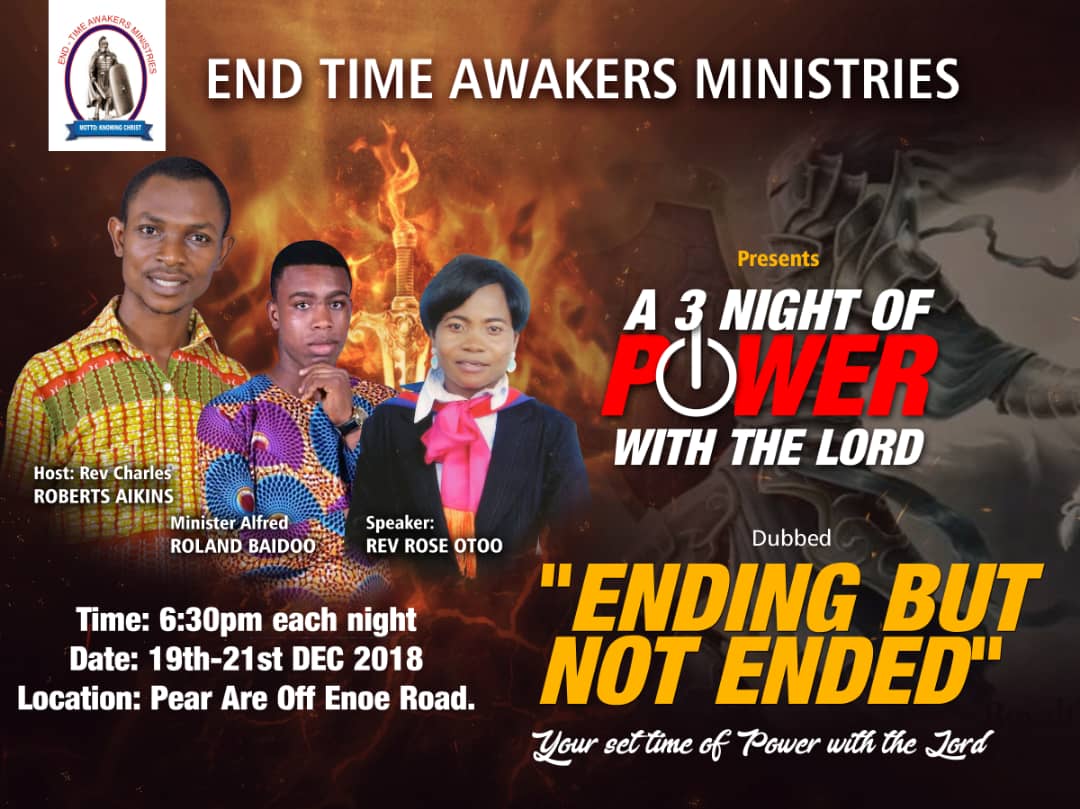 END - TIME AWAKERS MINISTRIES
MOTTO: KNOWING CHRIST
END TIME AWAKERS MINISTRIES
Presents
A 3 NIGHT OF
POWER
WITH THE LORD
Host: Rev Charles
ROBERTS AIKINS
Minister Alfred
ROLAND BAIDOO
Speaker:
REV ROSE OTOO
Dubbed
"ENDING BUT
NOT ENDED"
Your set time of Power with the Lord
Time: 6:30pm each night
Date: 19th-21st DEC 2018
Location: Pear Are Off Enoe Road.